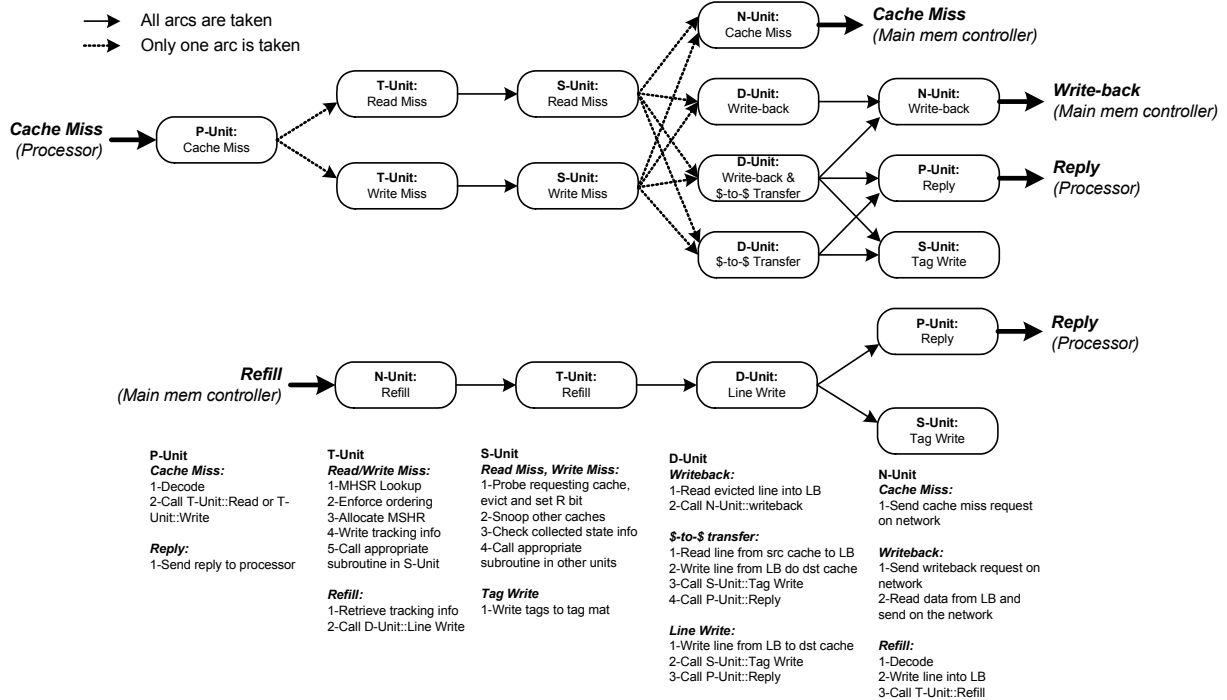 All arcs are taken
Only one arc is taken
Cache Miss
(Processor)
P-Unit:
Cache Miss
T-Unit:
Read Miss
T-Unit:
Write Miss
S-Unit:
Read Miss
S-Unit:
Write Miss
N-Unit:
Cache Miss
D-Unit:
Write-back
D-Unit:
Write-back &
$-to-$ Transfer
D-Unit:
$-to-$ Transfer
N-Unit:
Write-back
P-Unit:
Reply
S-Unit:
Tag Write
Cache Miss
(Main mem controller)
Write-back
(Main mem controller)
Reply
(Processor)
Refill
(Main mem controller)
N-Unit:
Refill
T-Unit:
Refill
D-Unit:
Line Write
P-Unit:
Reply
S-Unit:
Tag Write
Reply
(Processor)
P-Unit
Cache Miss:
1-Decode
2-Call T-Unit::Read or T-
Unit::Write
Reply:
1-Send reply to processor
T-Unit
Read/Write Miss:
1-MHSR Lookup
2-Enforce ordering
3-Allocate MSHR
4-Write tracking info
5-Call appropriate
subroutine in S-Unit
Refill:
1-Retrieve tracking info
2-Call D-Unit::Line Write
S-Unit
Read Miss, Write Miss:
1-Probe requesting cache,
evict and set R bit
2-Snoop other caches
3-Check collected state info
4-Call appropriate
subroutine in other units
Tag Write
1-Write tags to tag mat
D-Unit
Writeback:
1-Read evicted line into LB
2-Call N-Unit::writeback
$-to-$ transfer:
1-Read line from src cache to LB
2-Write line from LB do dst cache
3-Call S-Unit::Tag Write
4-Call P-Unit::Reply
Line Write:
1-Write line from LB to dst cache
2-Call S-Unit::Tag Write
3-Call P-Unit::Reply
N-Unit
Cache Miss:
1-Send cache miss request
on network
Writeback:
1-Send writeback request on
network
2-Read data from LB and
send on the network
Refill:
1-Decode
2-Write line into LB
3-Call T-Unit::Refill